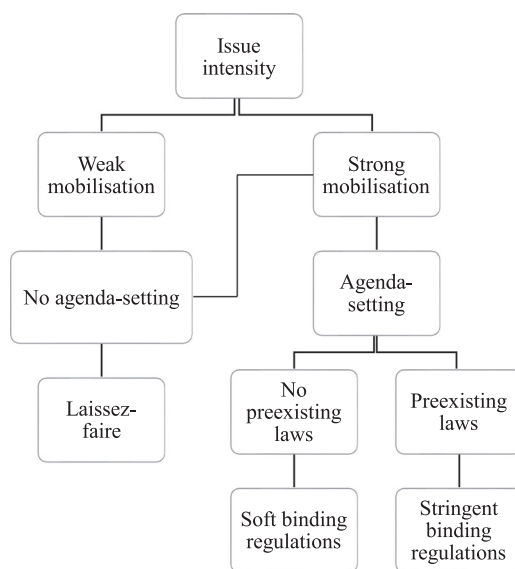 Issue
intensity
Weak
mobilisation
Strong
mobilisation
No agenda-setting
Agenda-
setting
Laissez-
faire
No
preexisting
laws
Preexisting
laws
Soft binding
regulations
Stringent
binding
regulations